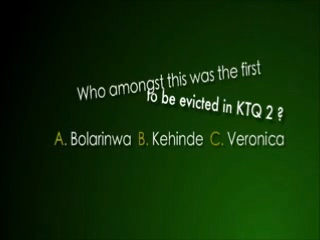 Who amongst this was the first
To be evicted in KTQ 2 ?
A. Bolarinwa B. Kehinde C. Veronica